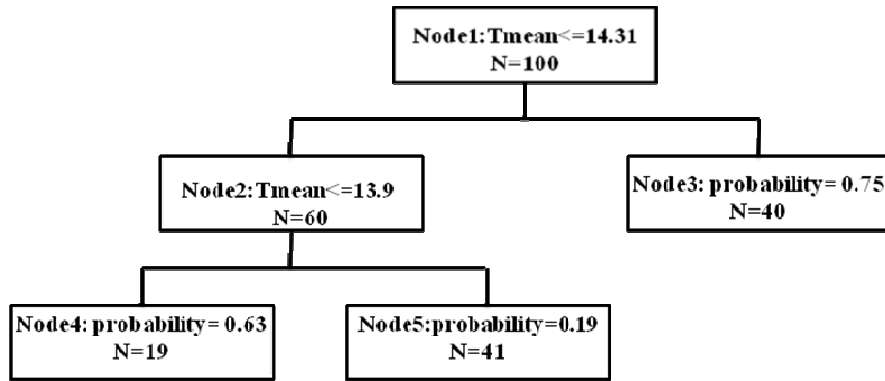 Node1:Tmean<=14.31
N=100
Node2:Tmean<=13.9
N=60
Node3: probability= 0.75
N=40
Node4: probability= 0.63
N=19
Node5:probability=0.19
N=41